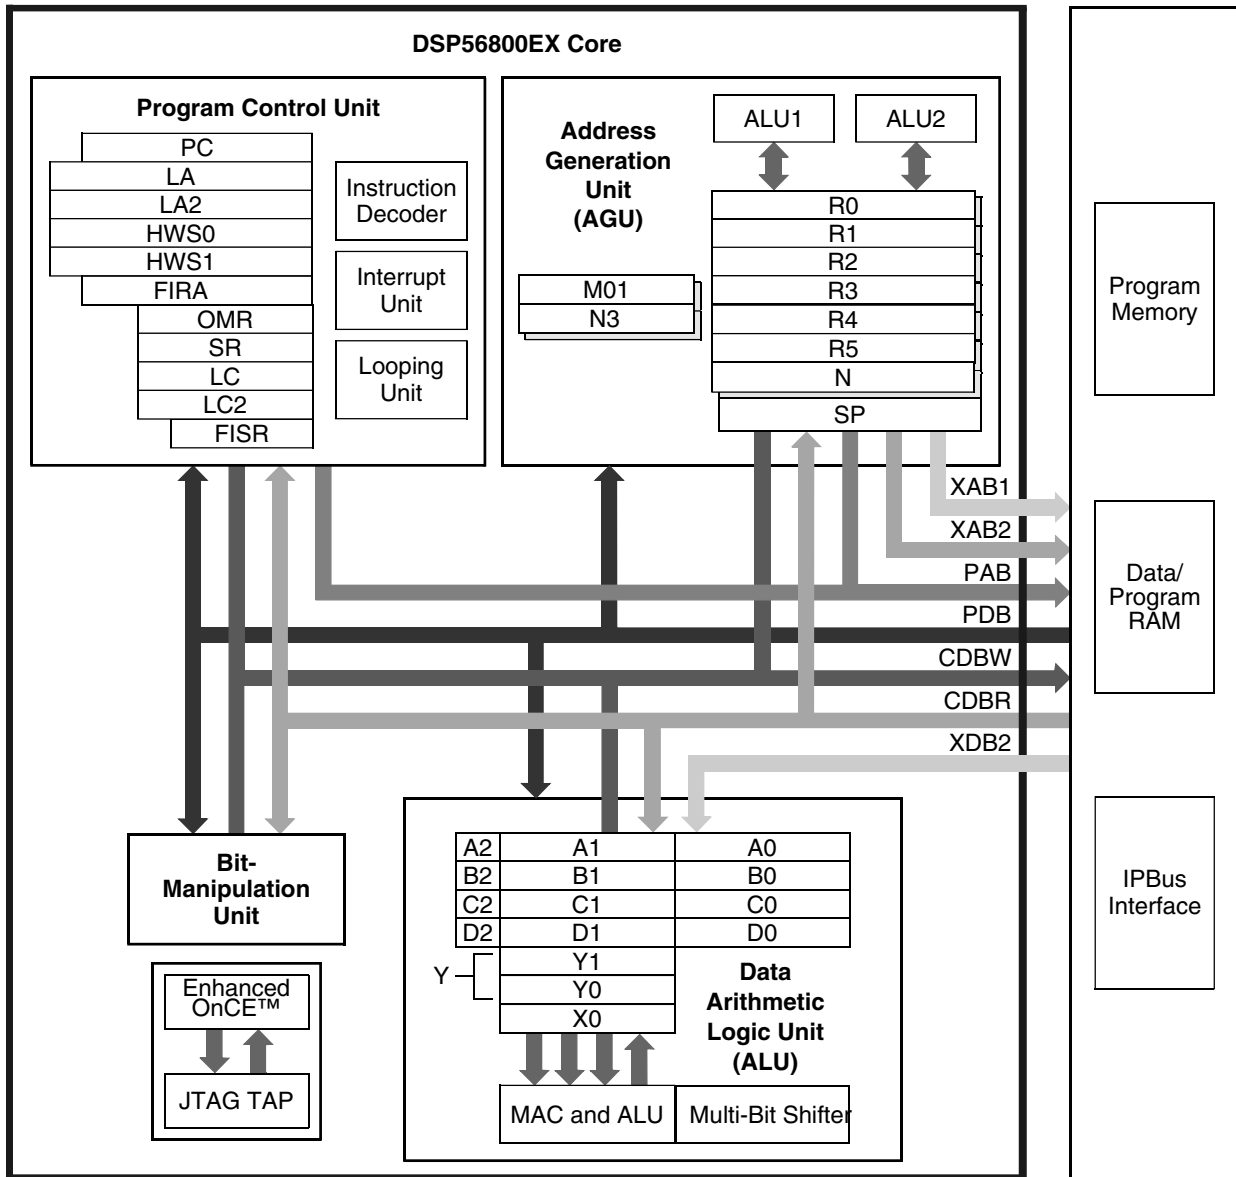 DSP56800EX Core
Program Control Unit
PC
LA
LA2
HWS0
HWS1
FIRA
OMR
SR
LC
LC2
FISR
Instruction
Decoder
Interrupt
Unit
Looping
Unit
Address
Generation
Unit
(AGU)
ALU1
ALU2
R0
R1
R2
R3
R4
R5
N
SP
M01
N3
XAB1
XAB2
PAB
PDB
CDBW
CDBR
XDB2
Program
Memory
Data/
Program
RAM
IPBus
Interface
Bit-
Manipulation
Unit
Enhanced
OnCE™
JTAG TAP
A2 A1 A0
B2 B1 B0
C2 C1 C0
D2 D1 D0
Y
Y1
Y0
X0
Data
Arithmetic
Logic Unit
(ALU)
MAC and ALU
Multi-Bit Shifter